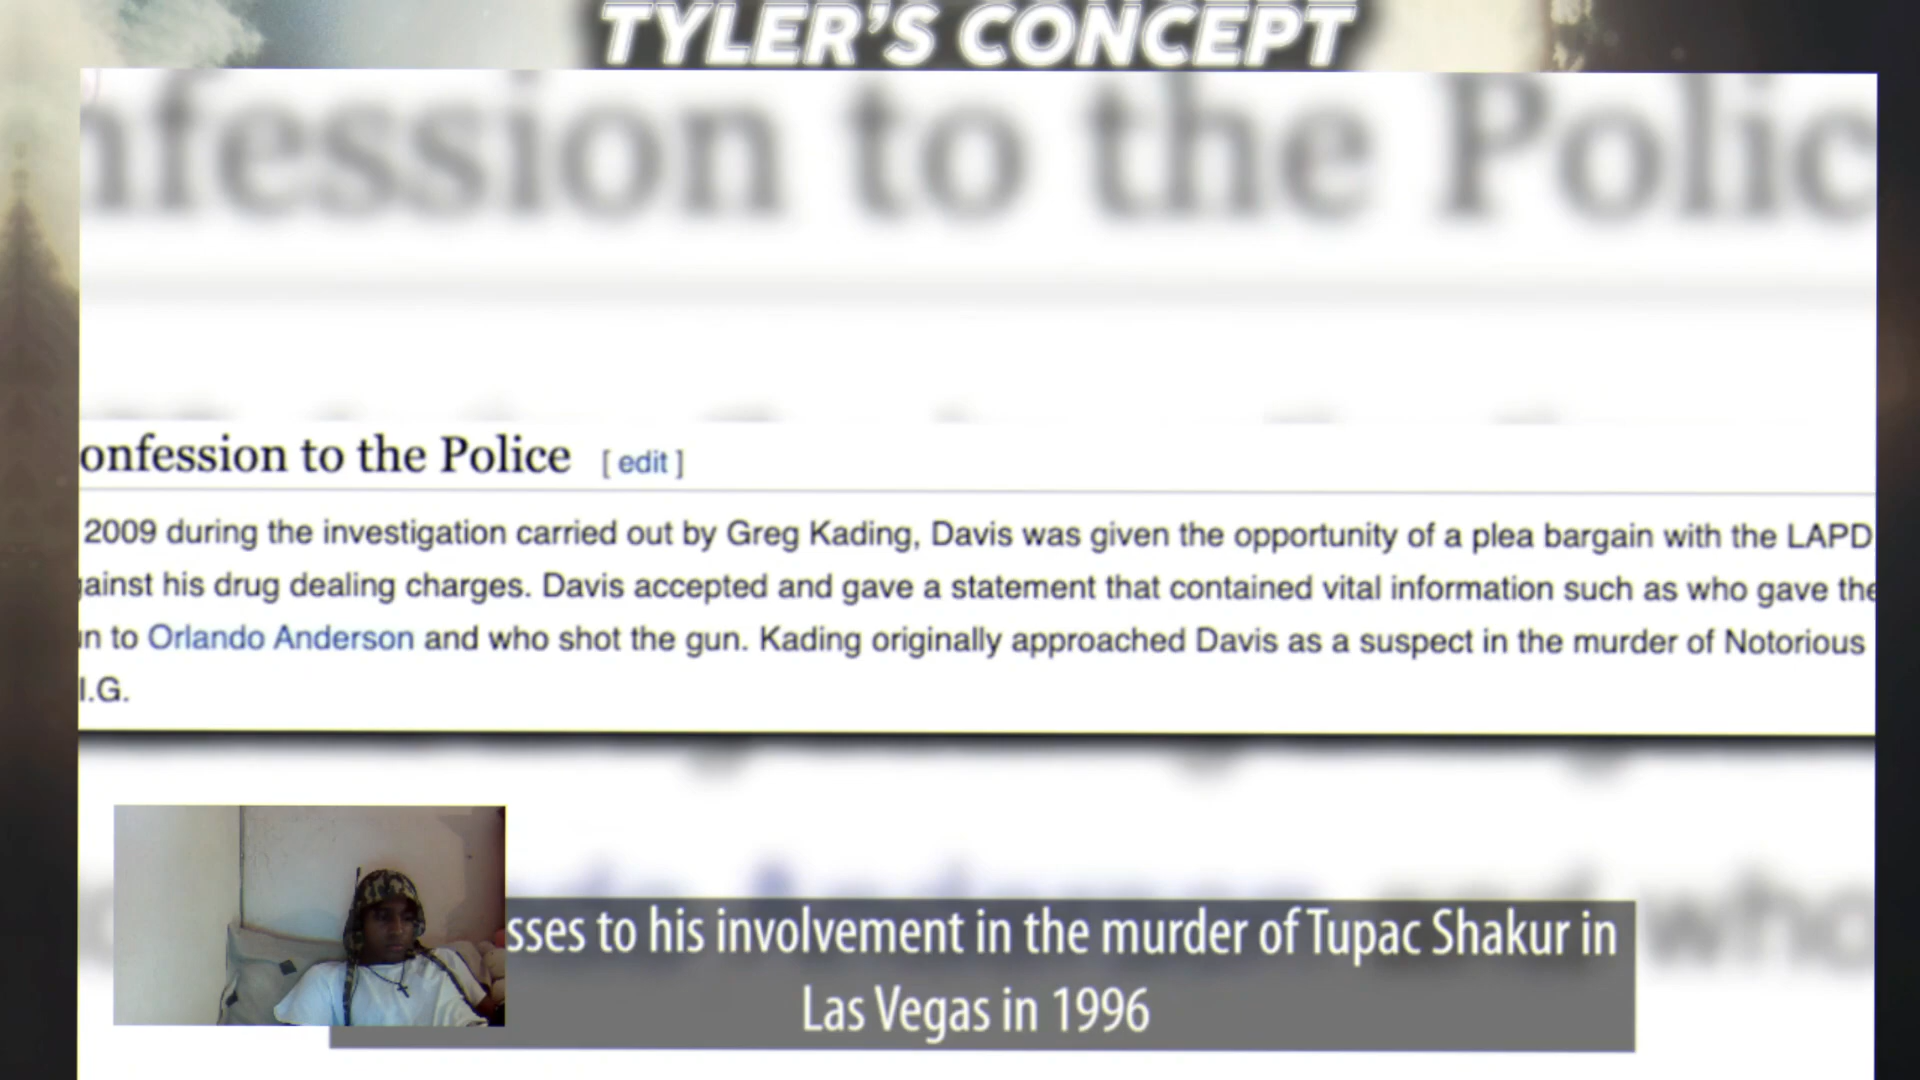 TYLER'S CONCEPT
nfession to the Polic
onfession to the Police [ edit ]
2009 during the investigation carried out by Greg Kading, Davis was given the opportunity of a plea bargain with the LAPD
gainst his drug dealing charges. Davis accepted and gave a statement that contained vital information such as who gave the
un to Orlando Anderson and who shot the gun. Kading originally approached Davis as a suspect in the murder of Notorious
I.G.
who
sses to his involvement in the murder of Tupac Shakur in
Las Vegas in 1996